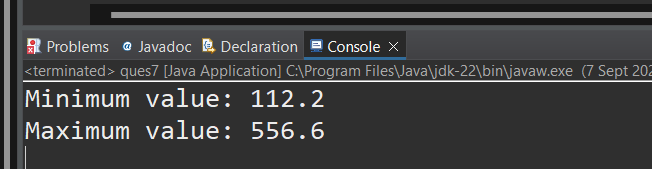 Problems @ Javadoc Declaration Console
<terminated> ques7 [Java Application] C:\Program Files\Java\jdk-22\bin\javaw.exe (7 Sept 202
Minimum value: 112.2
Maximum value: 556.6